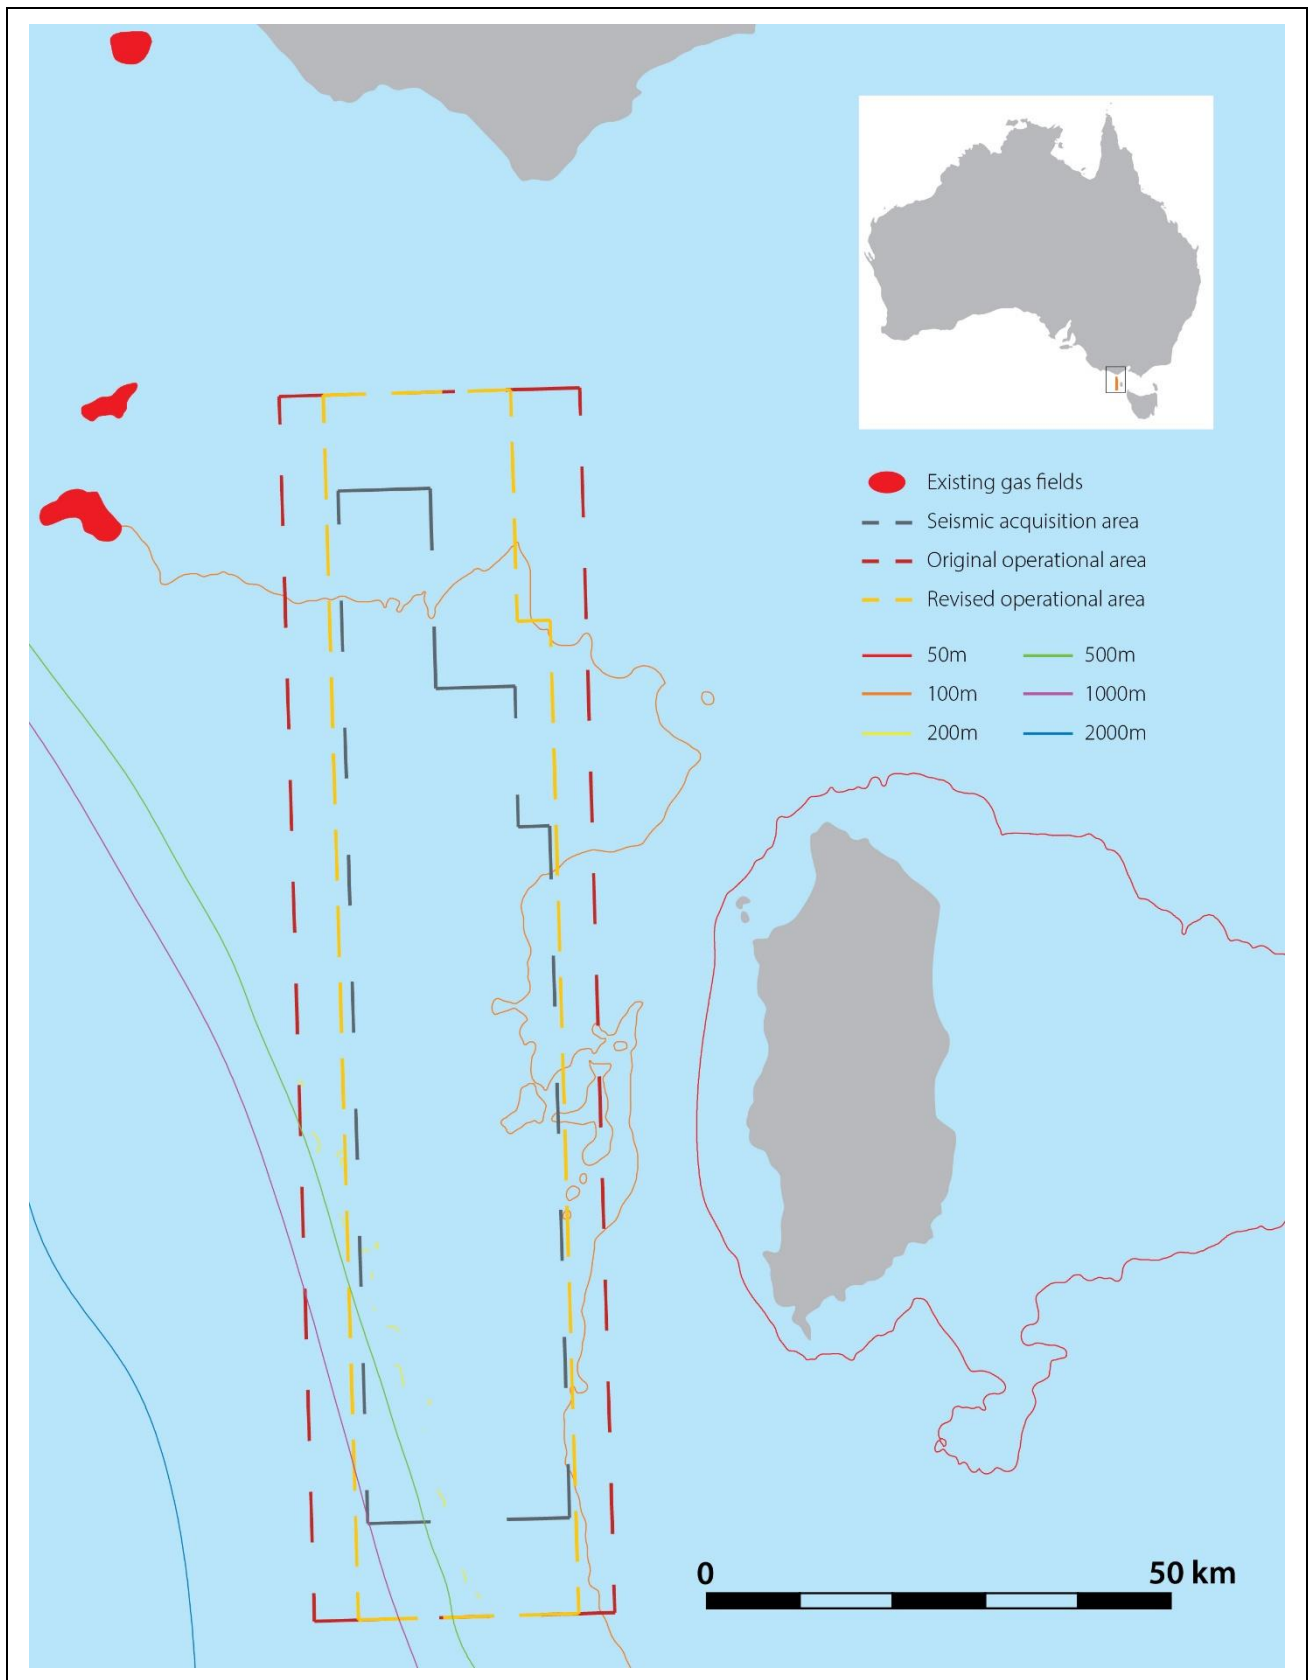 Existing gas fields
Seismic acquisition area
Original operational area
Revised operational area
50m 500m
100m 1000m
200m 2000m
0 50 km